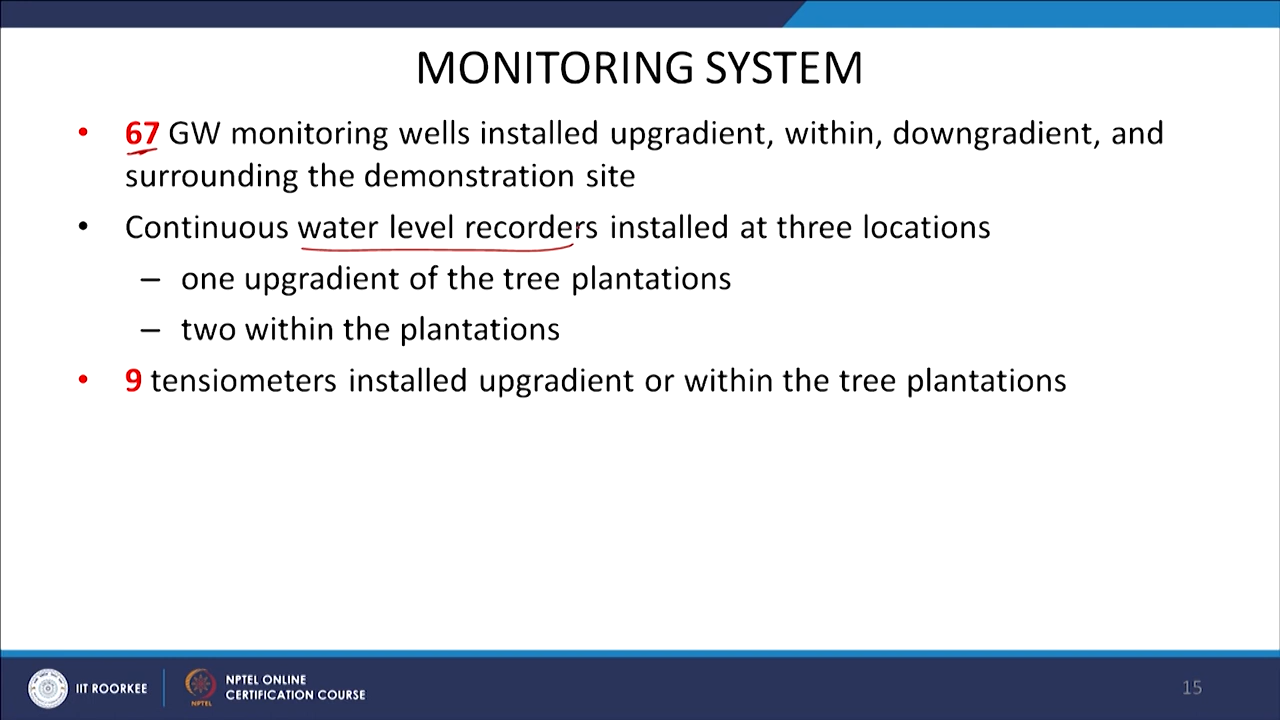 MONITORING SYSTEM
• 67 GW monitoring wells installed upgradient, within, downgradient, and
surrounding the demonstration site
• Continuous water level recorders installed at three locations
– one upgradient of the tree plantations
– two within the plantations
• 9 tensiometers installed upgradient or within the tree plantations
IIT ROORKEE
NPTEL
NPTEL ONLINE
CERTIFICATION COURSE
15